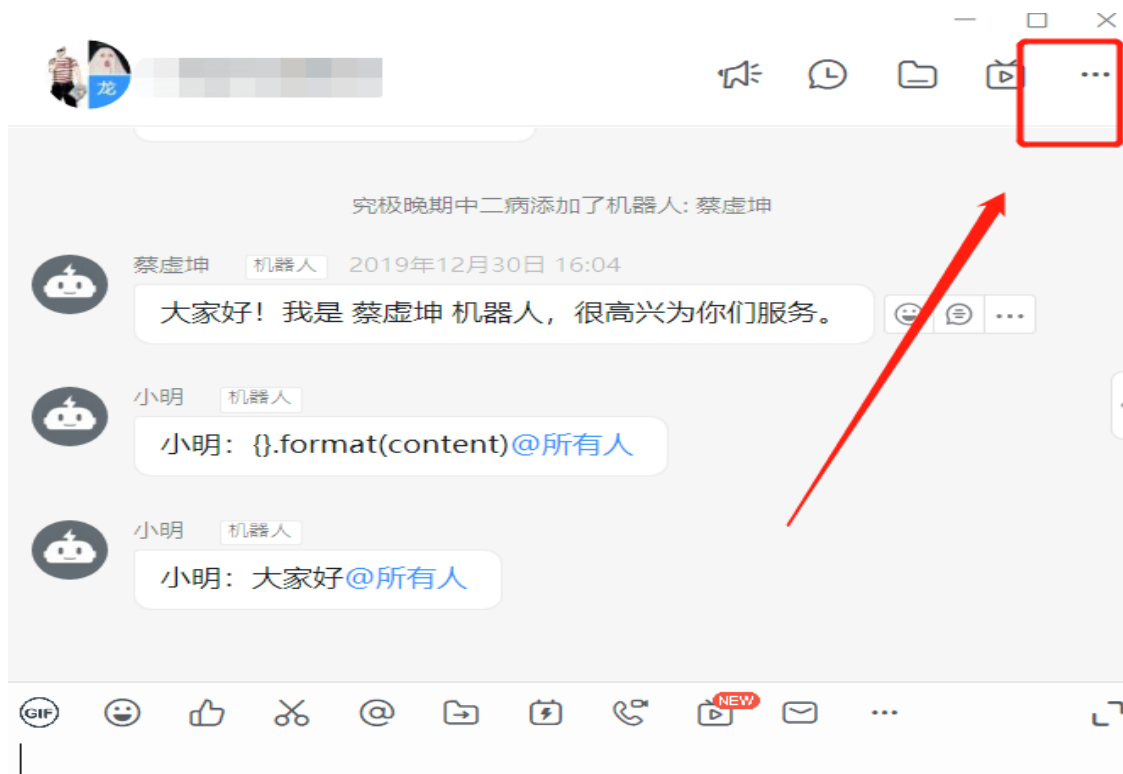 龙
究极晚期中二病添加了机器人: 蔡虚坤
蔡虚坤 机器人 2019年12月30日 16:04
大家好！我是 蔡虚坤 机器人，很高兴为你们服务。
小明 机器人
小明：{}.format(content)@所有人
小明 机器人
小明：大家好@所有人
GIF NEW